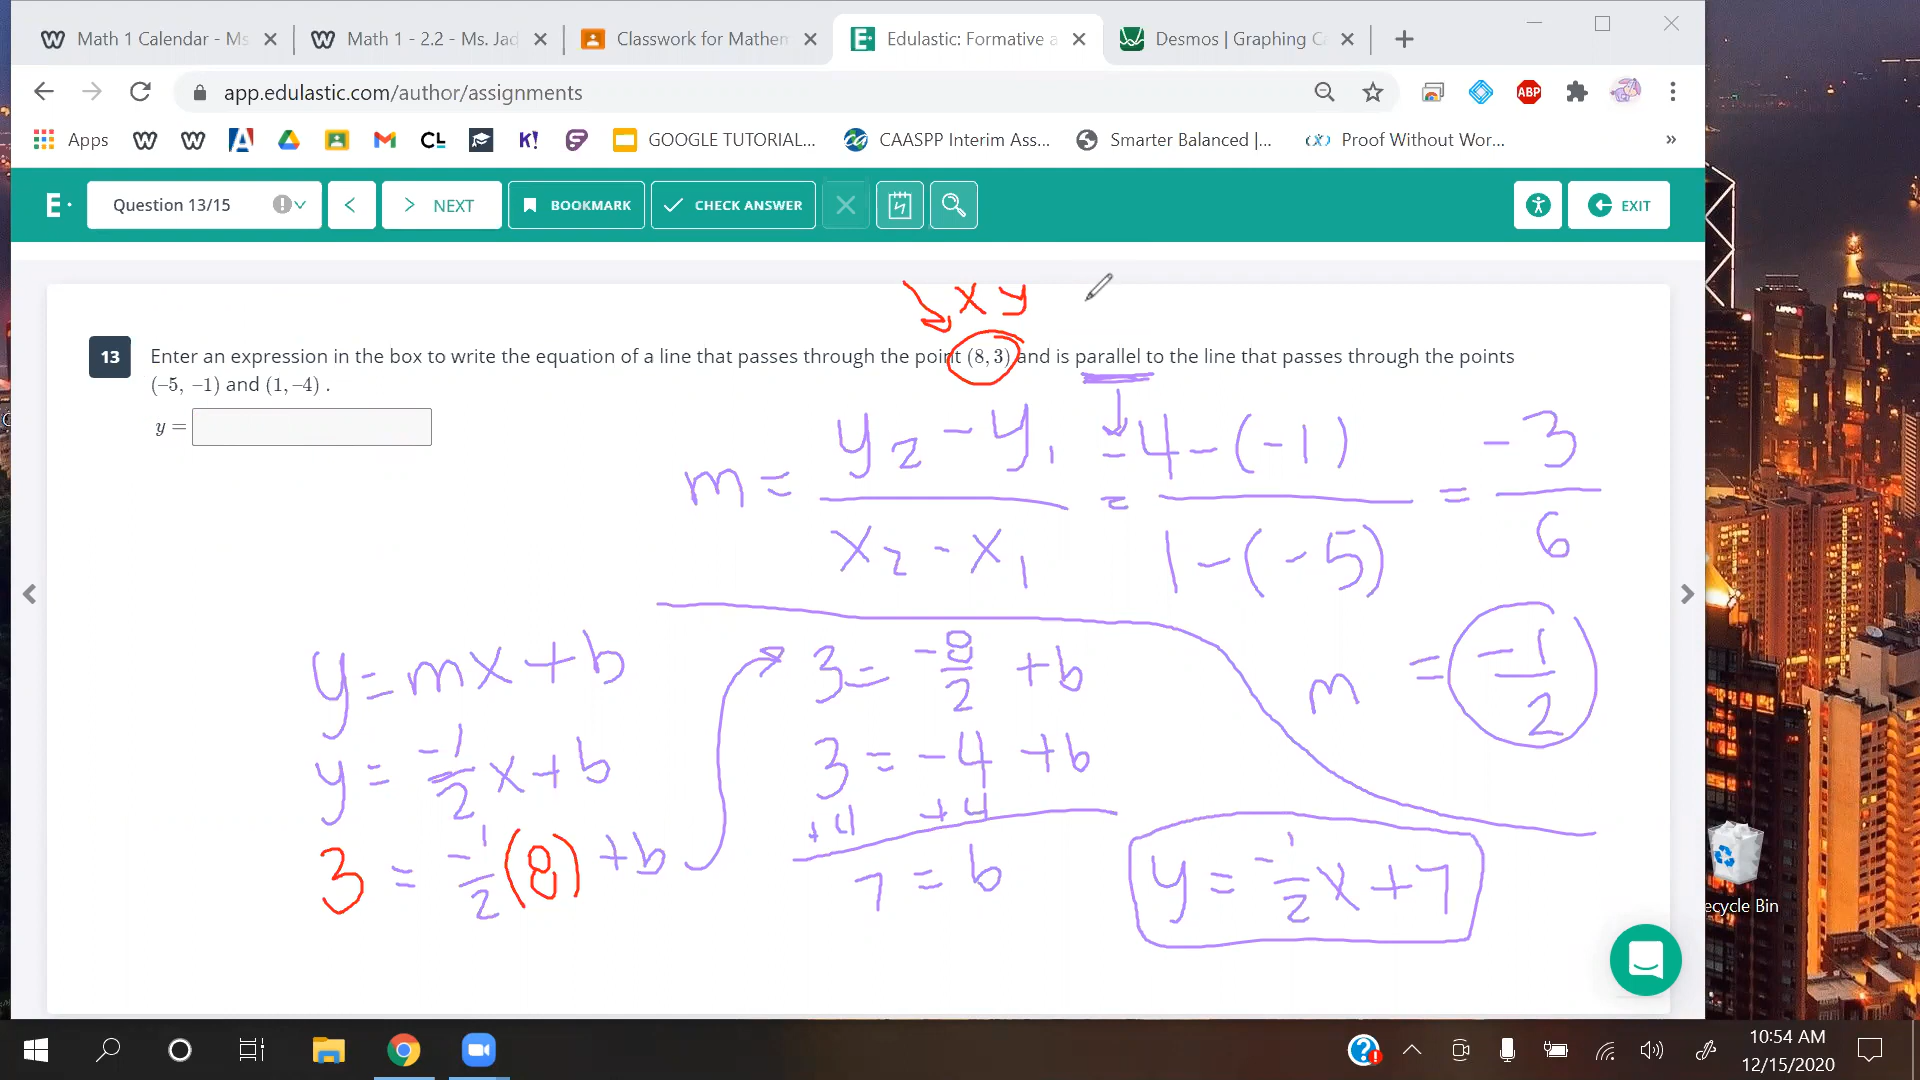 Math 1 Calendar - Ms
Math 1 - 2.2 - Ms. Jad
Classwork for Mathem
Edulastic: Formative a
Desmos | Graphing Ca
app.edulastic.com/author/assignments
ABP
Apps
CL
K!
GOOGLE TUTORIAL...
CAASPP Interim Ass...
Smarter Balanced |...
Proof Without Wor...
»
E
Question 13/15
NEXT
BOOKMARK
CHECK ANSWER
EXIT
x y
13
Enter an expression in the box to write the equation of a line that passes through the point (8, 3) and is parallel to the line that passes through the points
(−5, −1) and (1, −4) .
y =
m = y₂ - y₁ / x₂ - x₁ = -4 - (-1) / 1 - (-5) = -3 / 6
m = -1/2
y = mx + b
y = -1/2 x + b
3 = -1/2 (8) + b
3 = -8/2 + b
3 = -4 + b
+4 +4
7 = b
y = -1/2 x + 7
ecycle Bin
10:54 AM
12/15/2020